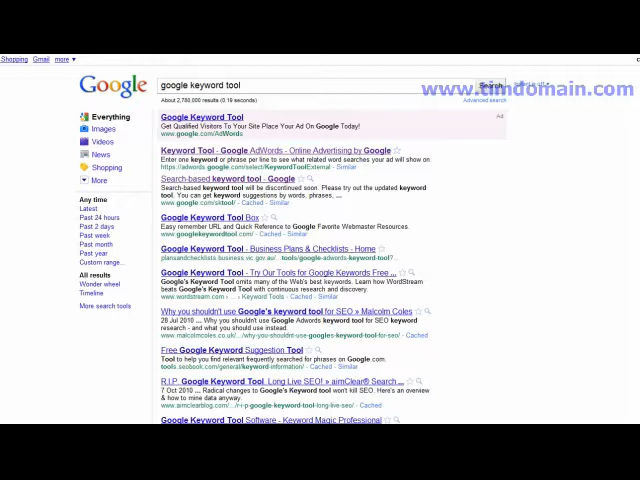 Shopping Gmail more ▼
Google
google keyword tool
Search
www.timdomain.com
About 2,780,000 results (0.19 seconds)
Advanced search
Everything
Images
Videos
News
Shopping
More
Any time
Latest
Past 24 hours
Past 2 days
Past week
Past month
Past year
Custom range...
All results
Wonder wheel
Timeline
More search tools
Google Keyword Tool
Ad
Get Qualified Visitors To Your Site Place Your Ad On Google Today!
www.google.com/AdWords
Keyword Tool - Google AdWords - Online Advertising by Google
Enter one keyword or phrase per line to see what related word searches your ad will show on.
https://adwords.google.com/select/KeywordToolExternal - Similar
Search-based keyword tool - Google
Search-based keyword tool will be discontinued soon. Please try out the updated keyword
tool. You can get keyword suggestions by words, phrases, ...
www.google.com/sktool/ - Cached - Similar
Google Keyword Tool Box
Easy remember URL and Quick Reference to Google Favorite Webmaster Resources.
www.googlekeywordtool.com/ - Cached - Similar
Google Keyword Tool - Business Plans & Checklists - Home
plansandchecklists.business.vic.gov.au/...tools/google-adwords-keyword-tool?...
Google Keyword Tool - Try Our Tools for Google Keywords Free ...
Google's Keyword Tool omits many of the Web's best keywords. Learn how WordStream
beats Google's Keyword Tool with continuous research and discovery.
www.wordstream.com › ... › Keyword Tools - Cached - Similar
Why you shouldn't use Google's keyword tool for SEO » Malcolm Coles
28 Jul 2010 ... Why you shouldn't use Google Adwords keyword tool for SEO keyword
research - and what you should use instead.
www.malcolmcoles.co.uk/.../why-you-shouldnt-use-googles-keyword-tool-for-seo/ - Cached
Free Google Keyword Suggestion Tool
Tool to help you find relevant frequently searched for phrases on Google.com.
tools.seobook.com/general/keyword-information/ - Cached - Similar
R.I.P. Google Keyword Tool, Long Live SEO! » aimClear® Search ...
7 Oct 2010 ... Radical changes to Google's Keyword tool won't kill SEO. Here's an overview
& how to mine data anyway.
www.aimclearblog.com/.../r-i-p-google-keyword-tool-long-live-seo/ - Cached
Google Keyword Tool Software - Keyword Magic Professional